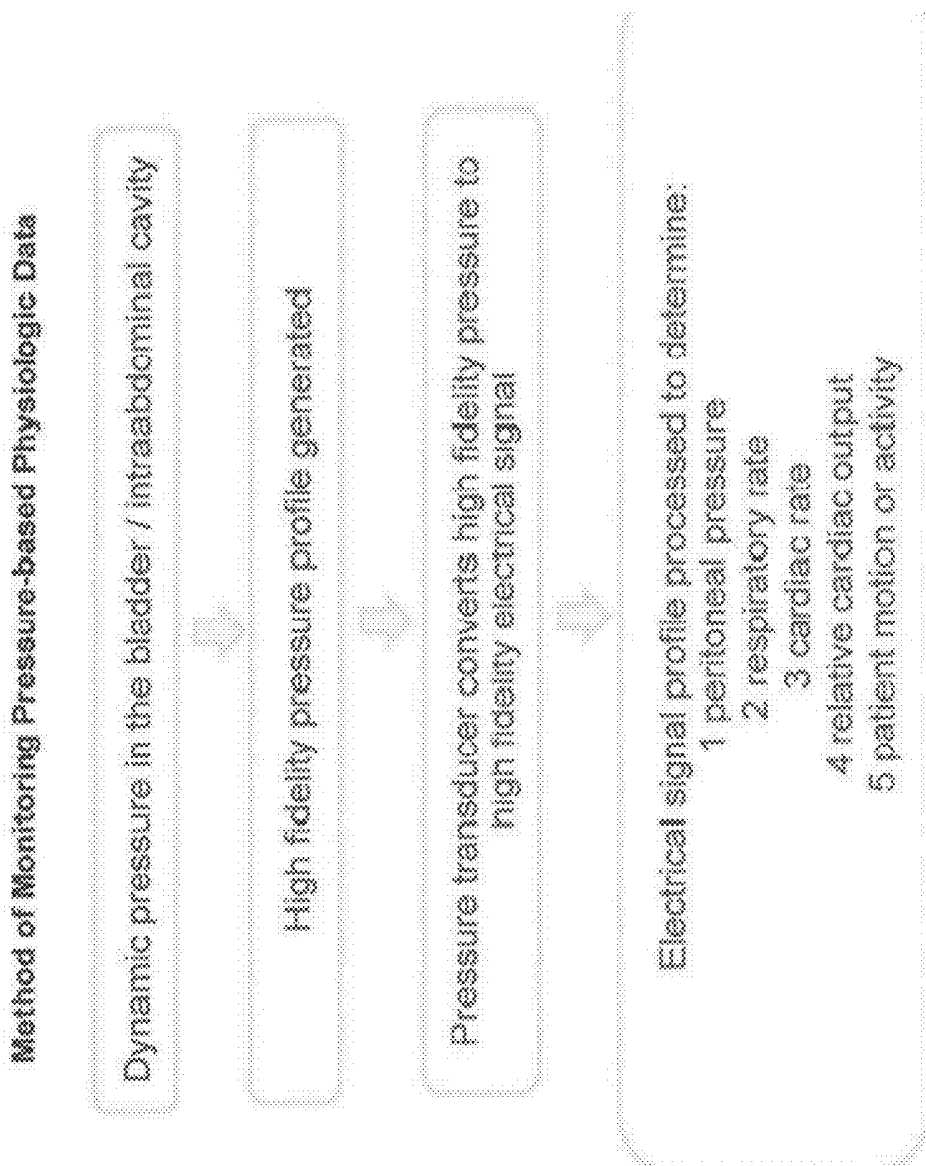 Method of Monitoring Pressure-based Physiologic Data
Dynamic pressure in the bladder / intraabdominal cavity
High fidelity pressure profile generated
Pressure transducer converts high fidelity pressure to
high fidelity electrical signal
Electrical signal profile processed to determine:
1 peritoneal pressure
2 respiratory rate
3 cardiac rate
4 relative cardiac output
5 patient motion or activity